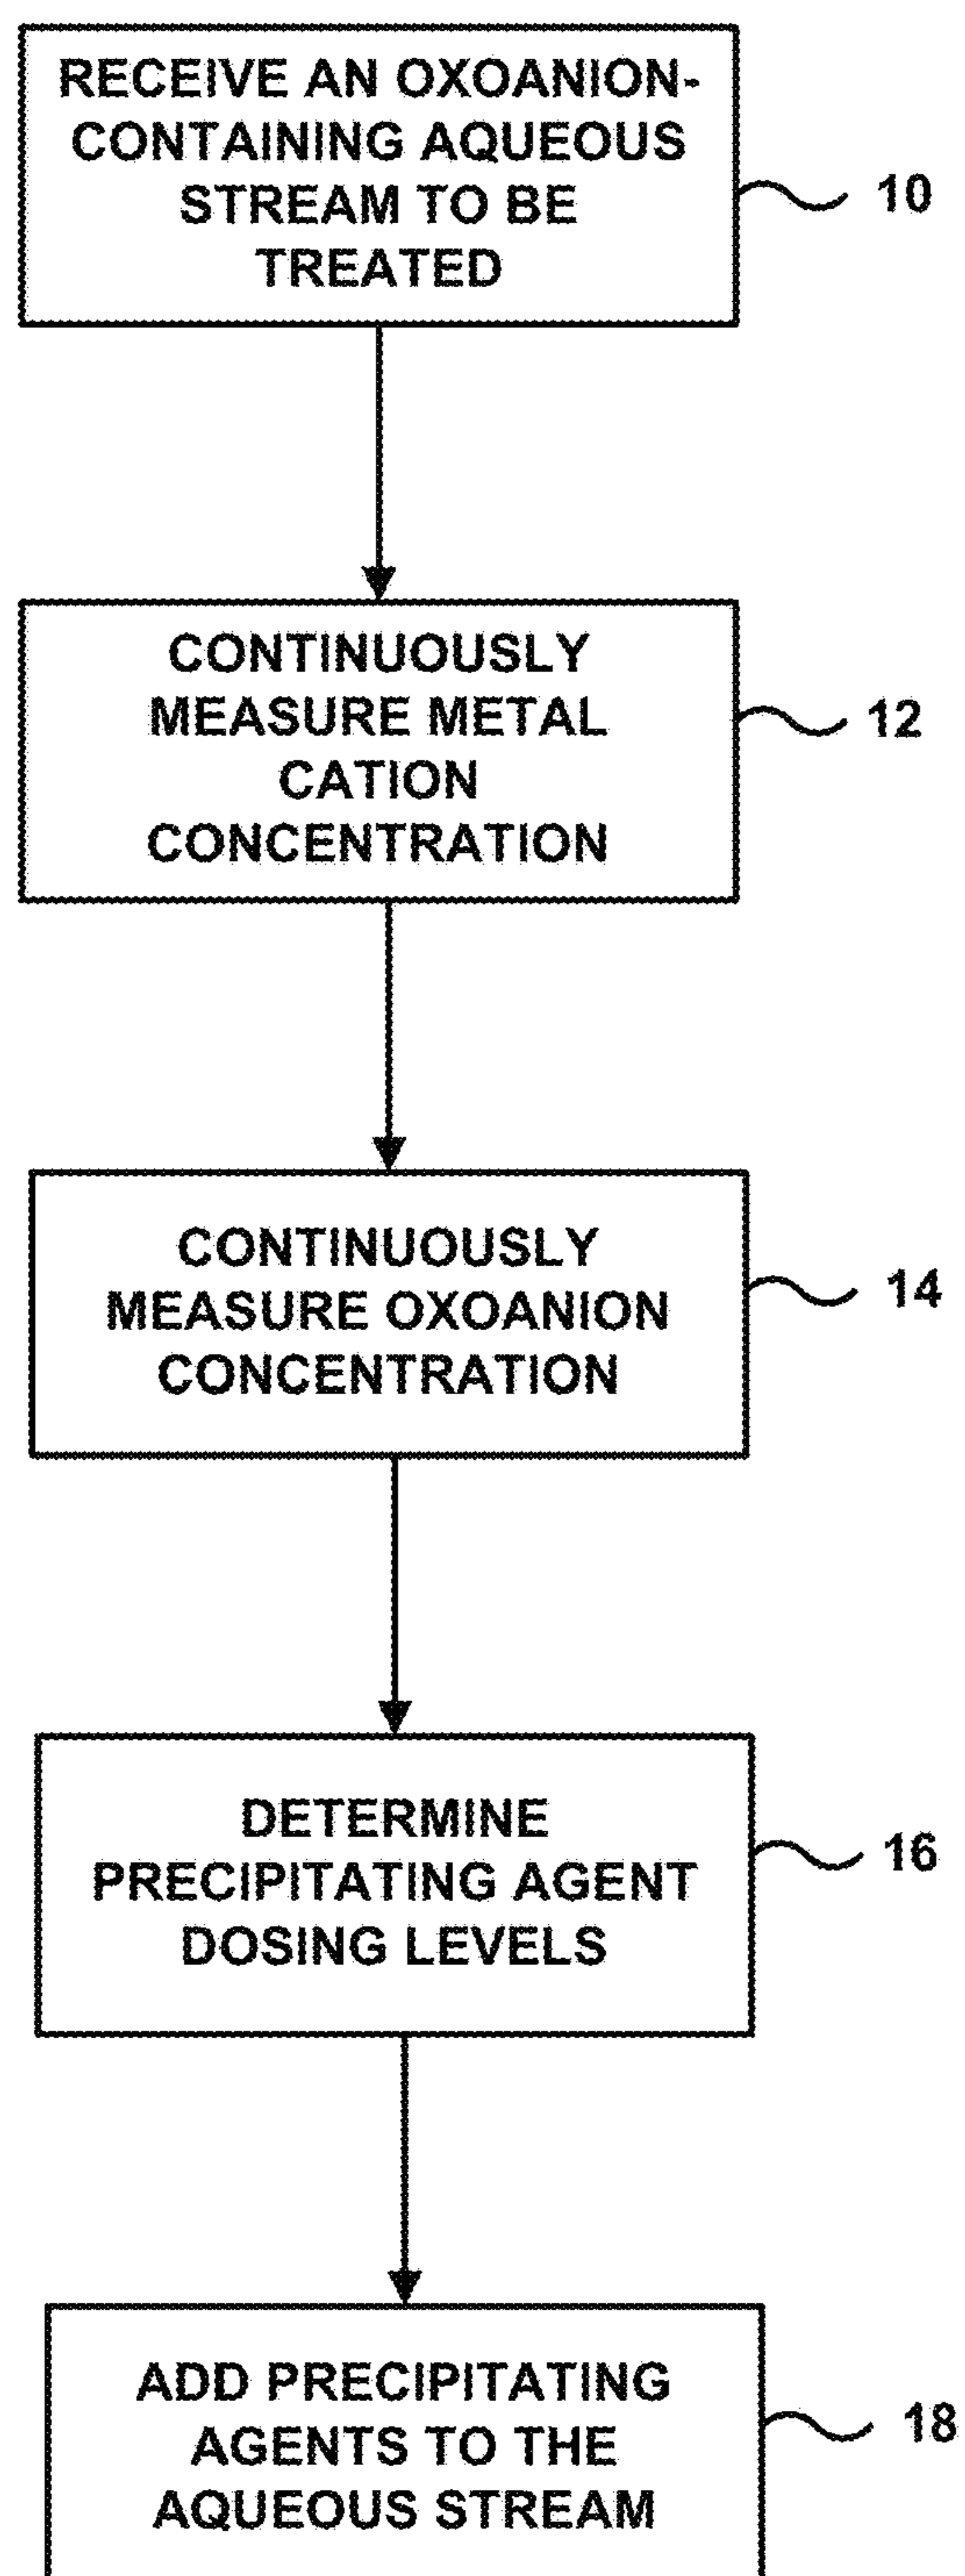 RECEIVE AN OXOANION-
CONTAINING AQUEOUS
STREAM TO BE
TREATED
10
CONTINUOUSLY
MEASURE METAL
CATION
CONCENTRATION
12
CONTINUOUSLY
MEASURE OXOANION
CONCENTRATION
14
DETERMINE
PRECIPITATING AGENT
DOSING LEVELS
16
ADD PRECIPITATING
AGENTS TO THE
AQUEOUS STREAM
18